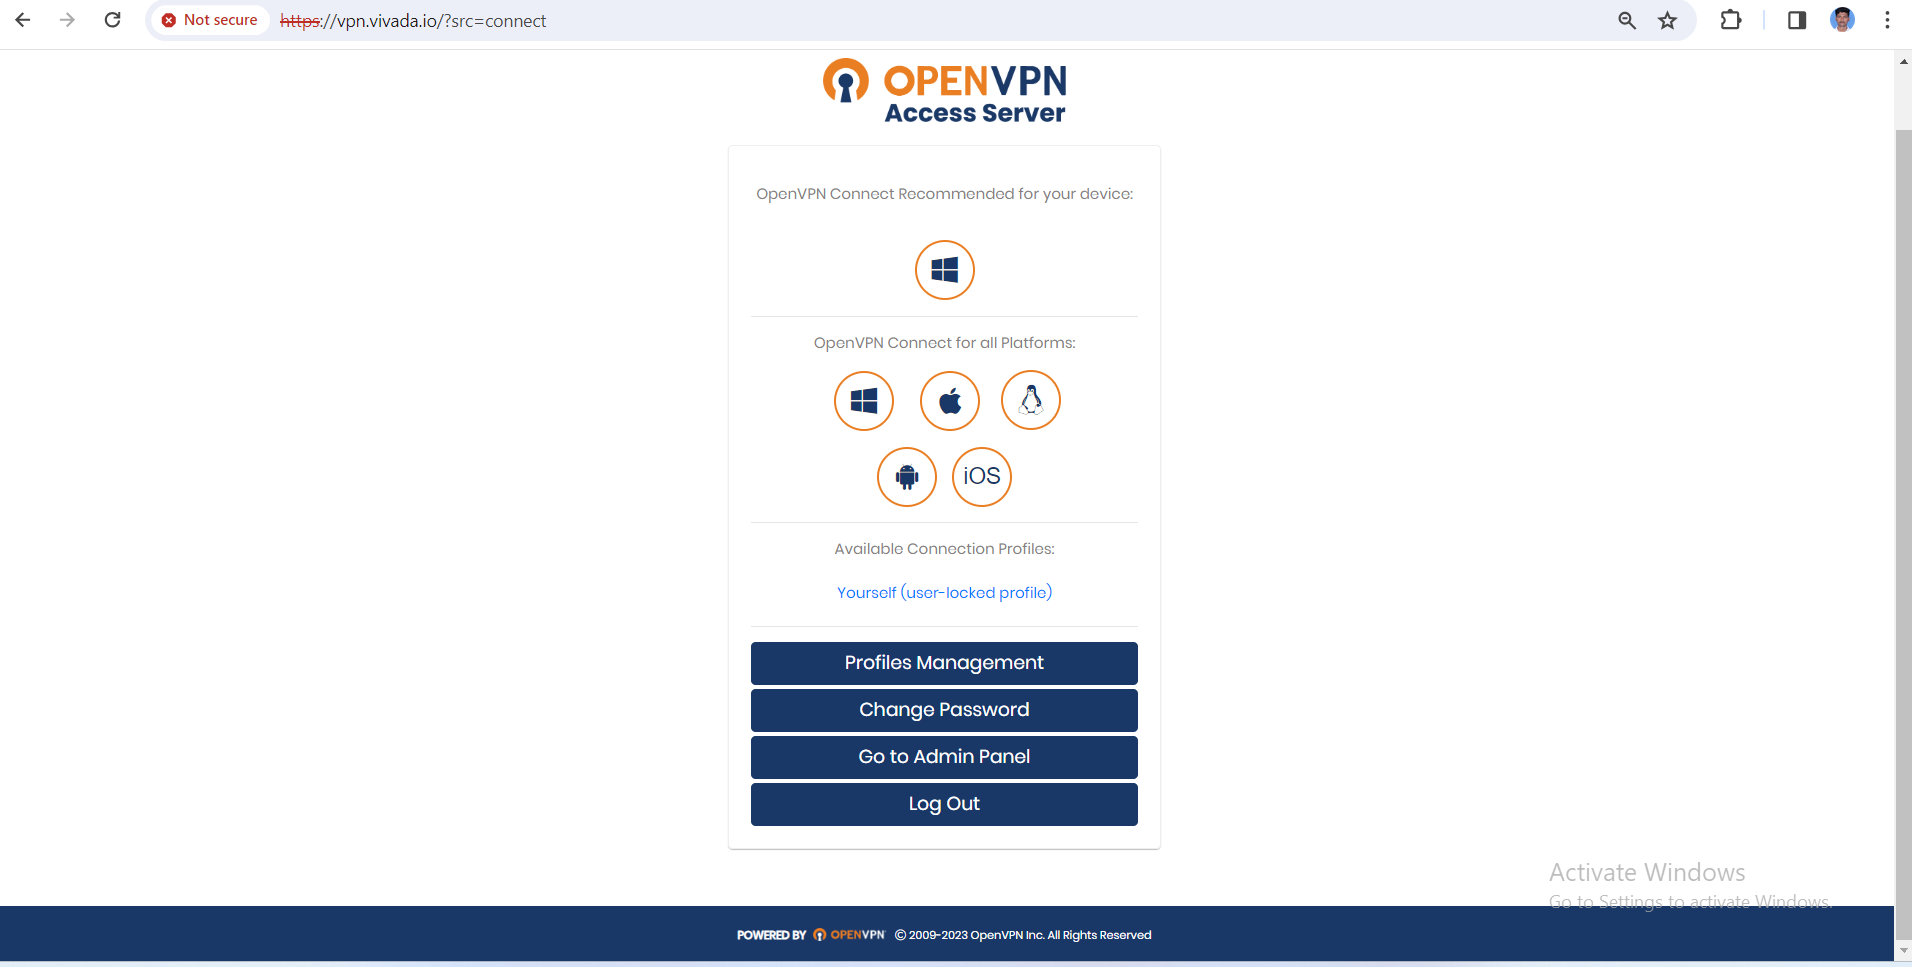 Not secure https://vpn.vivada.io/?src=connect
OPENVPN
Access Server
OpenVPN Connect Recommended for your device:
OpenVPN Connect for all Platforms:
iOS
Available Connection Profiles:
Yourself (user-locked profile)
Profiles Management
Change Password
Go to Admin Panel
Log Out
Activate Windows
Go to Settings to activate Windows.
POWERED BY OPENVPN © 2009-2023 OpenVPN Inc. All Rights Reserved